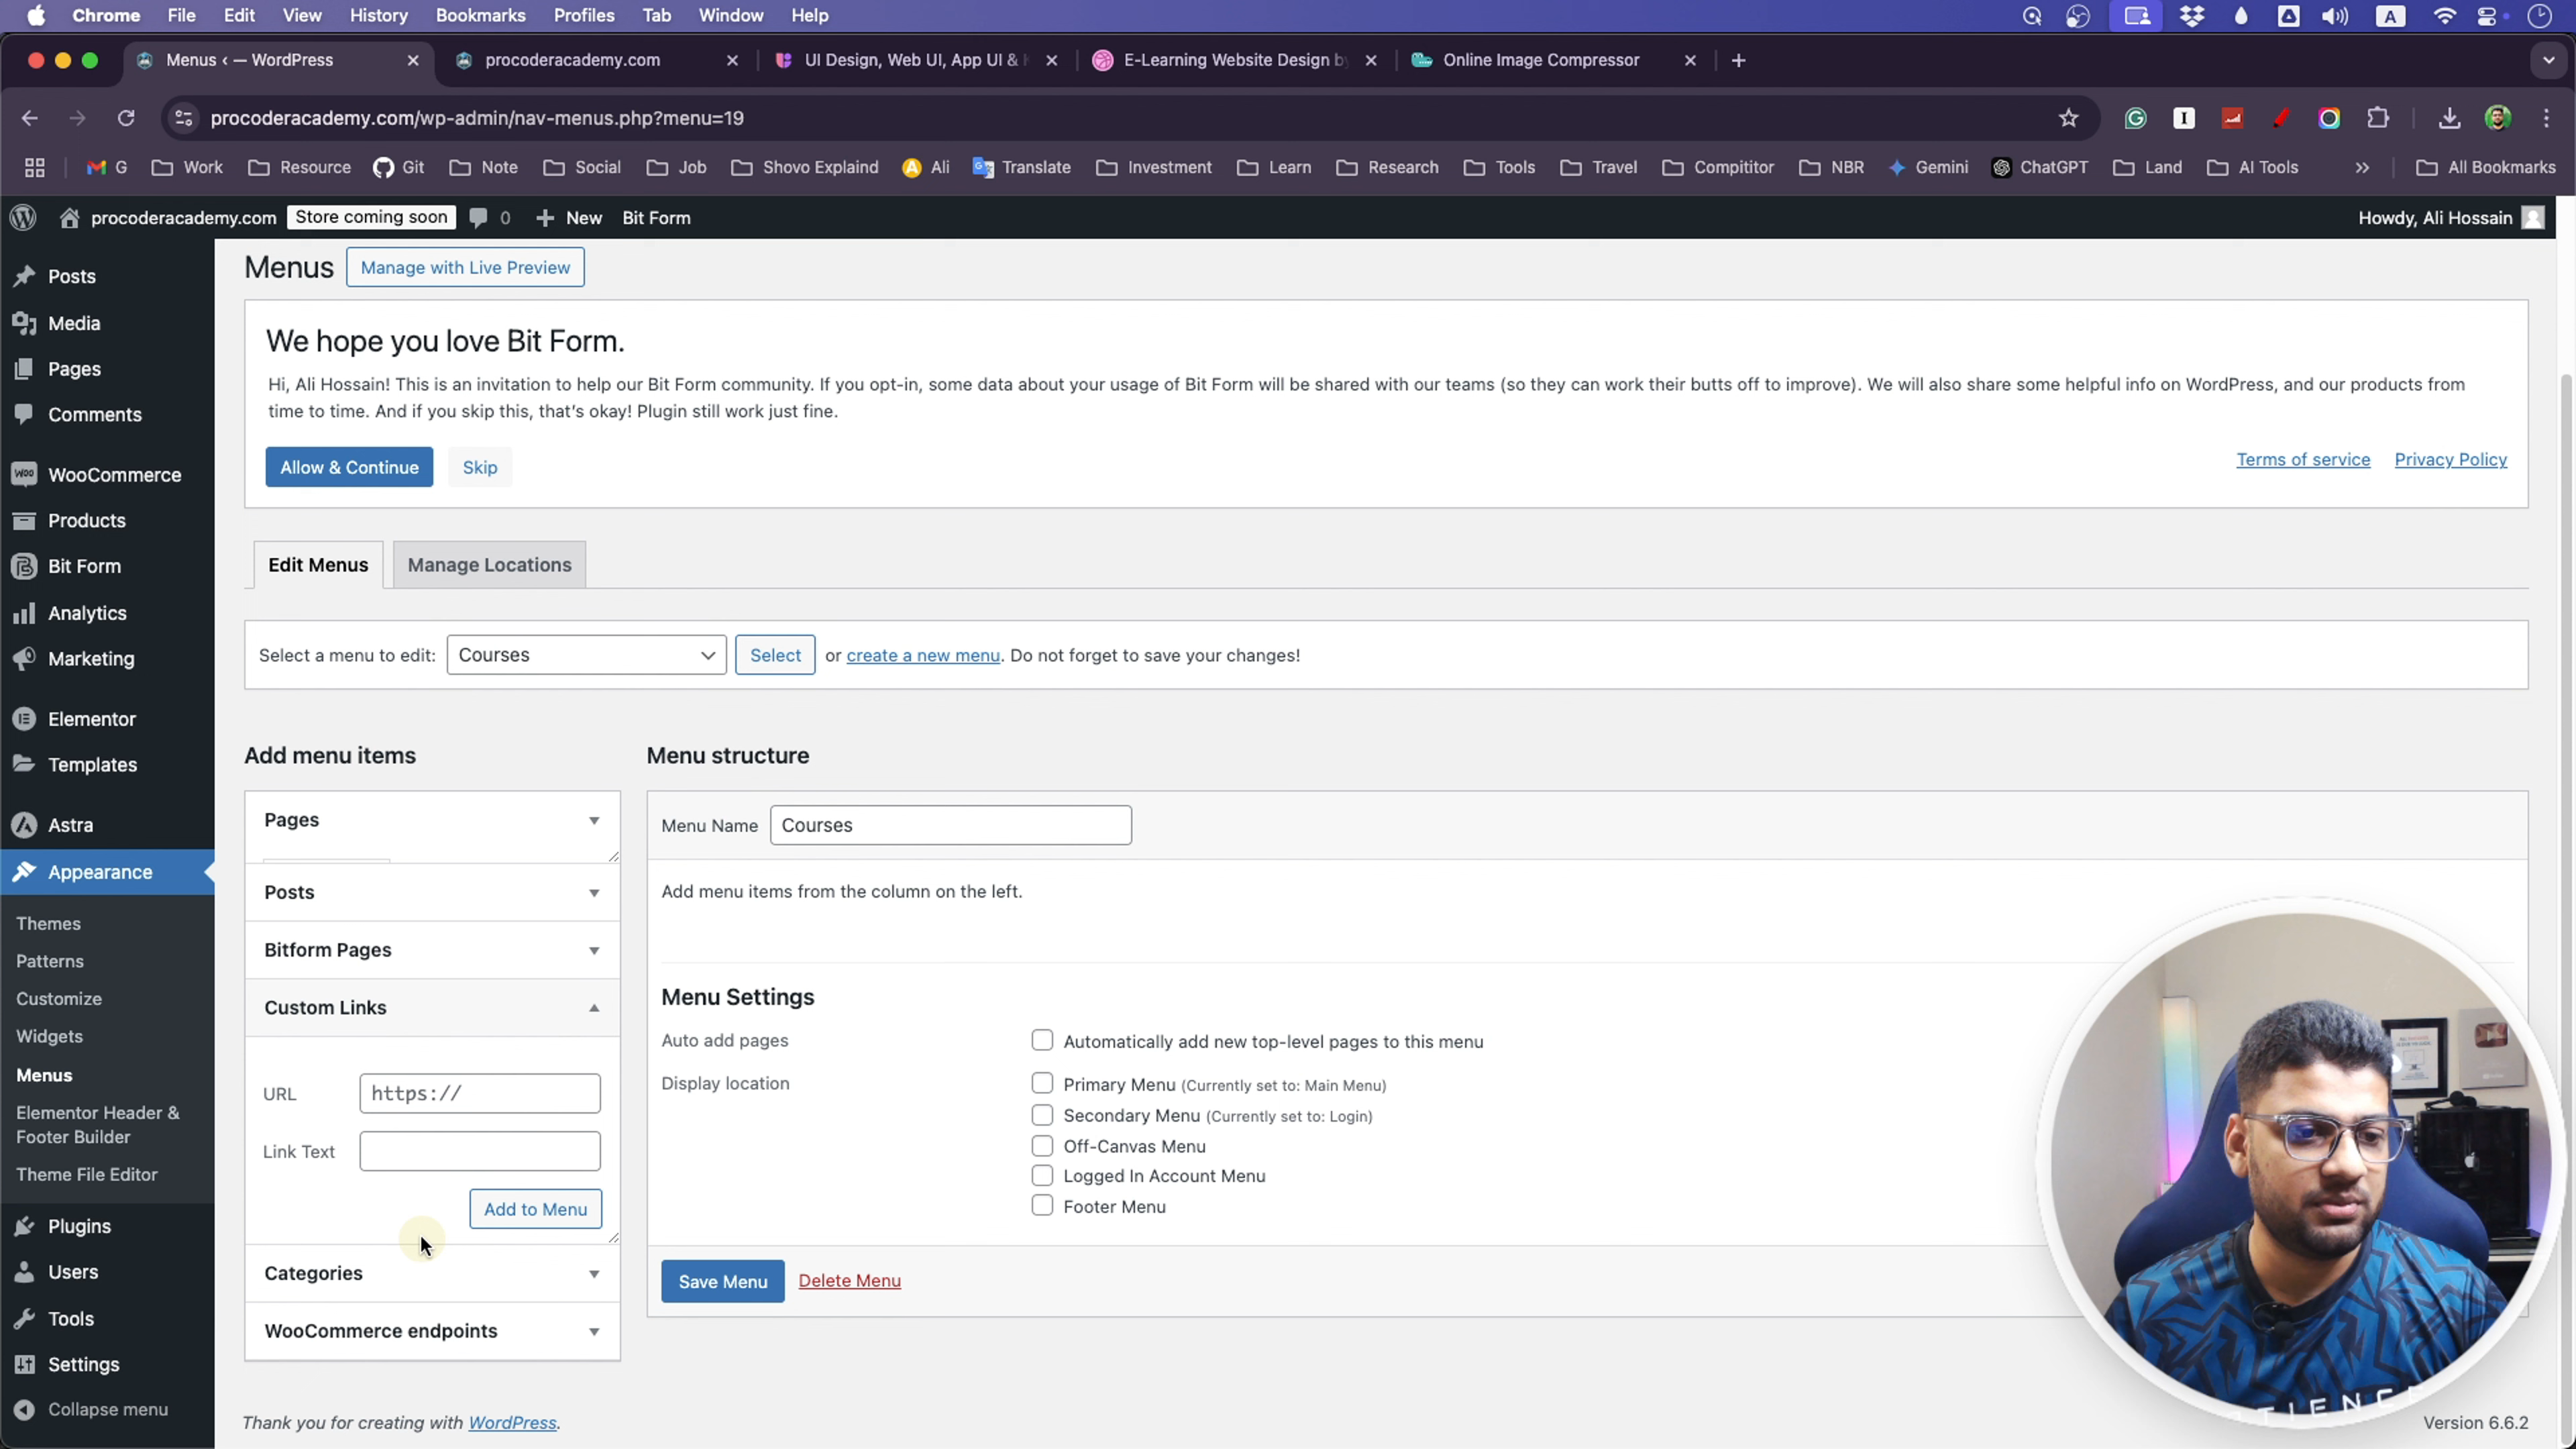 Chrome File Edit View History Bookmarks Profiles Tab Window Help
A
Menus ‹ — WordPress
procoderacademy.com
UI Design, Web UI, App UI &
E-Learning Website Design b
Online Image Compressor
procoderacademy.com/wp-admin/nav-menus.php?menu=19
G Work Resource Git Note Social Job Shovo Explaind Ali Translate Investment Learn Research Tools Travel Compititor NBR Gemini ChatGPT Land AI Tools » All Bookmarks
procoderacademy.com Store coming soon 0 New Bit Form Howdy, Ali Hossain
Posts
Media
Pages
Comments
WooCommerce
Products
Bit Form
Analytics
Marketing
Elementor
Templates
Astra
Appearance
Themes
Patterns
Customize
Widgets
Menus
Elementor Header &
Footer Builder
Theme File Editor
Plugins
Users
Tools
Settings
Collapse menu
Menus Manage with Live Preview
We hope you love Bit Form.
Hi, Ali Hossain! This is an invitation to help our Bit Form community. If you opt-in, some data about your usage of Bit Form will be shared with our teams (so they can work their butts off to improve). We will also share some helpful info on WordPress, and our products from
time to time. And if you skip this, that's okay! Plugin still work just fine.
Allow & Continue Skip
Terms of service Privacy Policy
Edit Menus Manage Locations
Select a menu to edit: Courses Select or create a new menu. Do not forget to save your changes!
Add menu items
Pages
Posts
Bitform Pages
Custom Links
URL https://
Link Text
Add to Menu
Categories
WooCommerce endpoints
Menu structure
Menu Name Courses
Add menu items from the column on the left.
Menu Settings
Auto add pages Automatically add new top-level pages to this menu
Display location Primary Menu (Currently set to: Main Menu)
Secondary Menu (Currently set to: Login)
Off-Canvas Menu
Logged In Account Menu
Footer Menu
Save Menu Delete Menu
Thank you for creating with WordPress.
Version 6.6.2